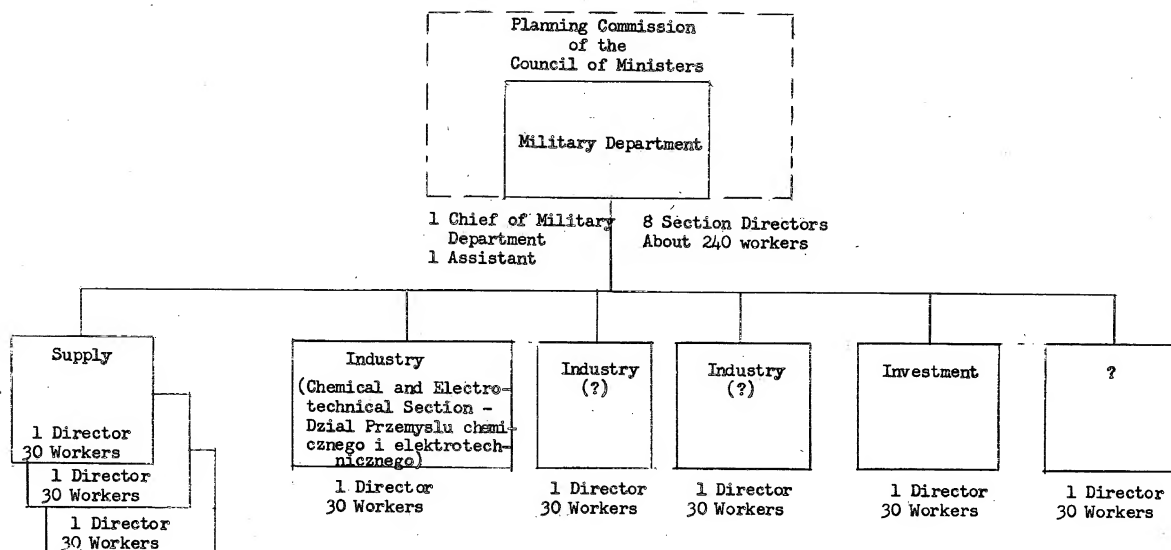 Planning Commission
of the
Council of Ministers
Military Department
1 Chief of Military
Department
1 Assistant
8 Section Directors
About 240 workers
Supply
1 Director
30 Workers
1 Director
30 Workers
1 Director
30 Workers
Industry
(Chemical and Electro-
technical Section -
Dzial Przemyslu chemi-
cznego i elektrotech-
nicznego)
1 Director
30 Workers
Industry
(?)
1 Director
30 Workers
Industry
(?)
1 Director
30 Workers
Investment
1 Director
30 Workers
?
1 Director
30 Workers